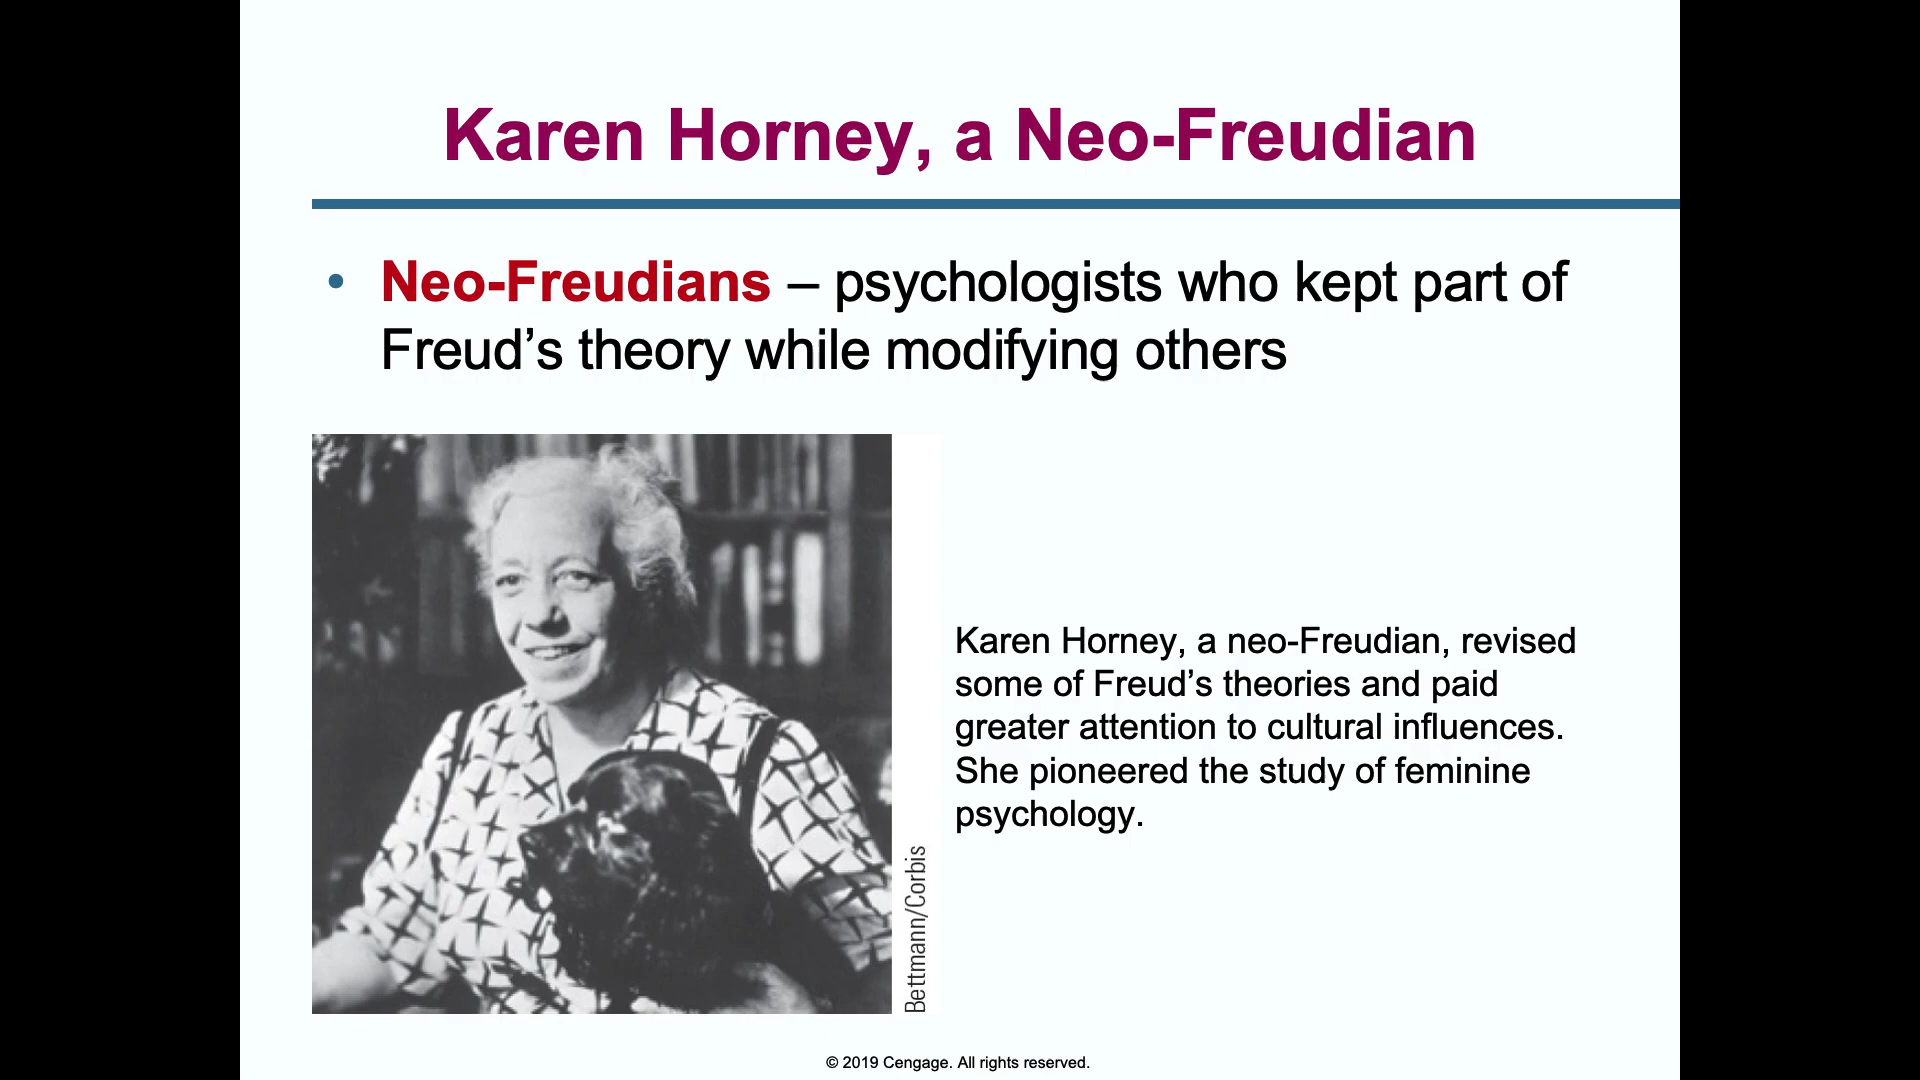 Karen Horney, a Neo-Freudian
• Neo-Freudians – psychologists who kept part of
Freud’s theory while modifying others
Karen Horney, a neo-Freudian, revised
some of Freud’s theories and paid
greater attention to cultural influences.
She pioneered the study of feminine
psychology.
Bettmann/Corbis
© 2019 Cengage. All rights reserved.